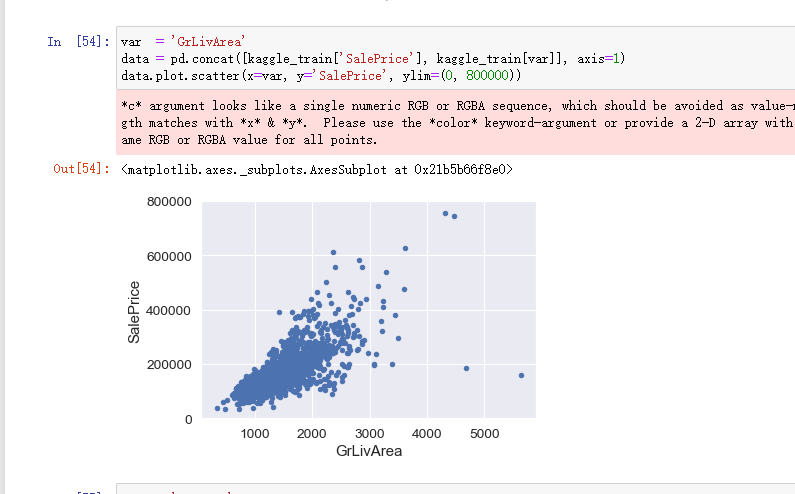 In [54]: var = 'GrLivArea'
data = pd.concat([kaggle_train['SalePrice'], kaggle_train[var]], axis=1)
data.plot.scatter(x=var, y='SalePrice', ylim=(0, 800000))
*c* argument looks like a single numeric RGB or RGBA sequence, which should be avoided as value-
gth matches with *x* & *y*. Please use the *color* keyword-argument or provide a 2-D array with
ame RGB or RGBA value for all points.
Out[54]: <matplotlib.axes._subplots.AxesSubplot at 0x21b5b66f8e0>
800000
600000
400000
200000
0
SalePrice
1000 2000 3000 4000 5000
GrLivArea